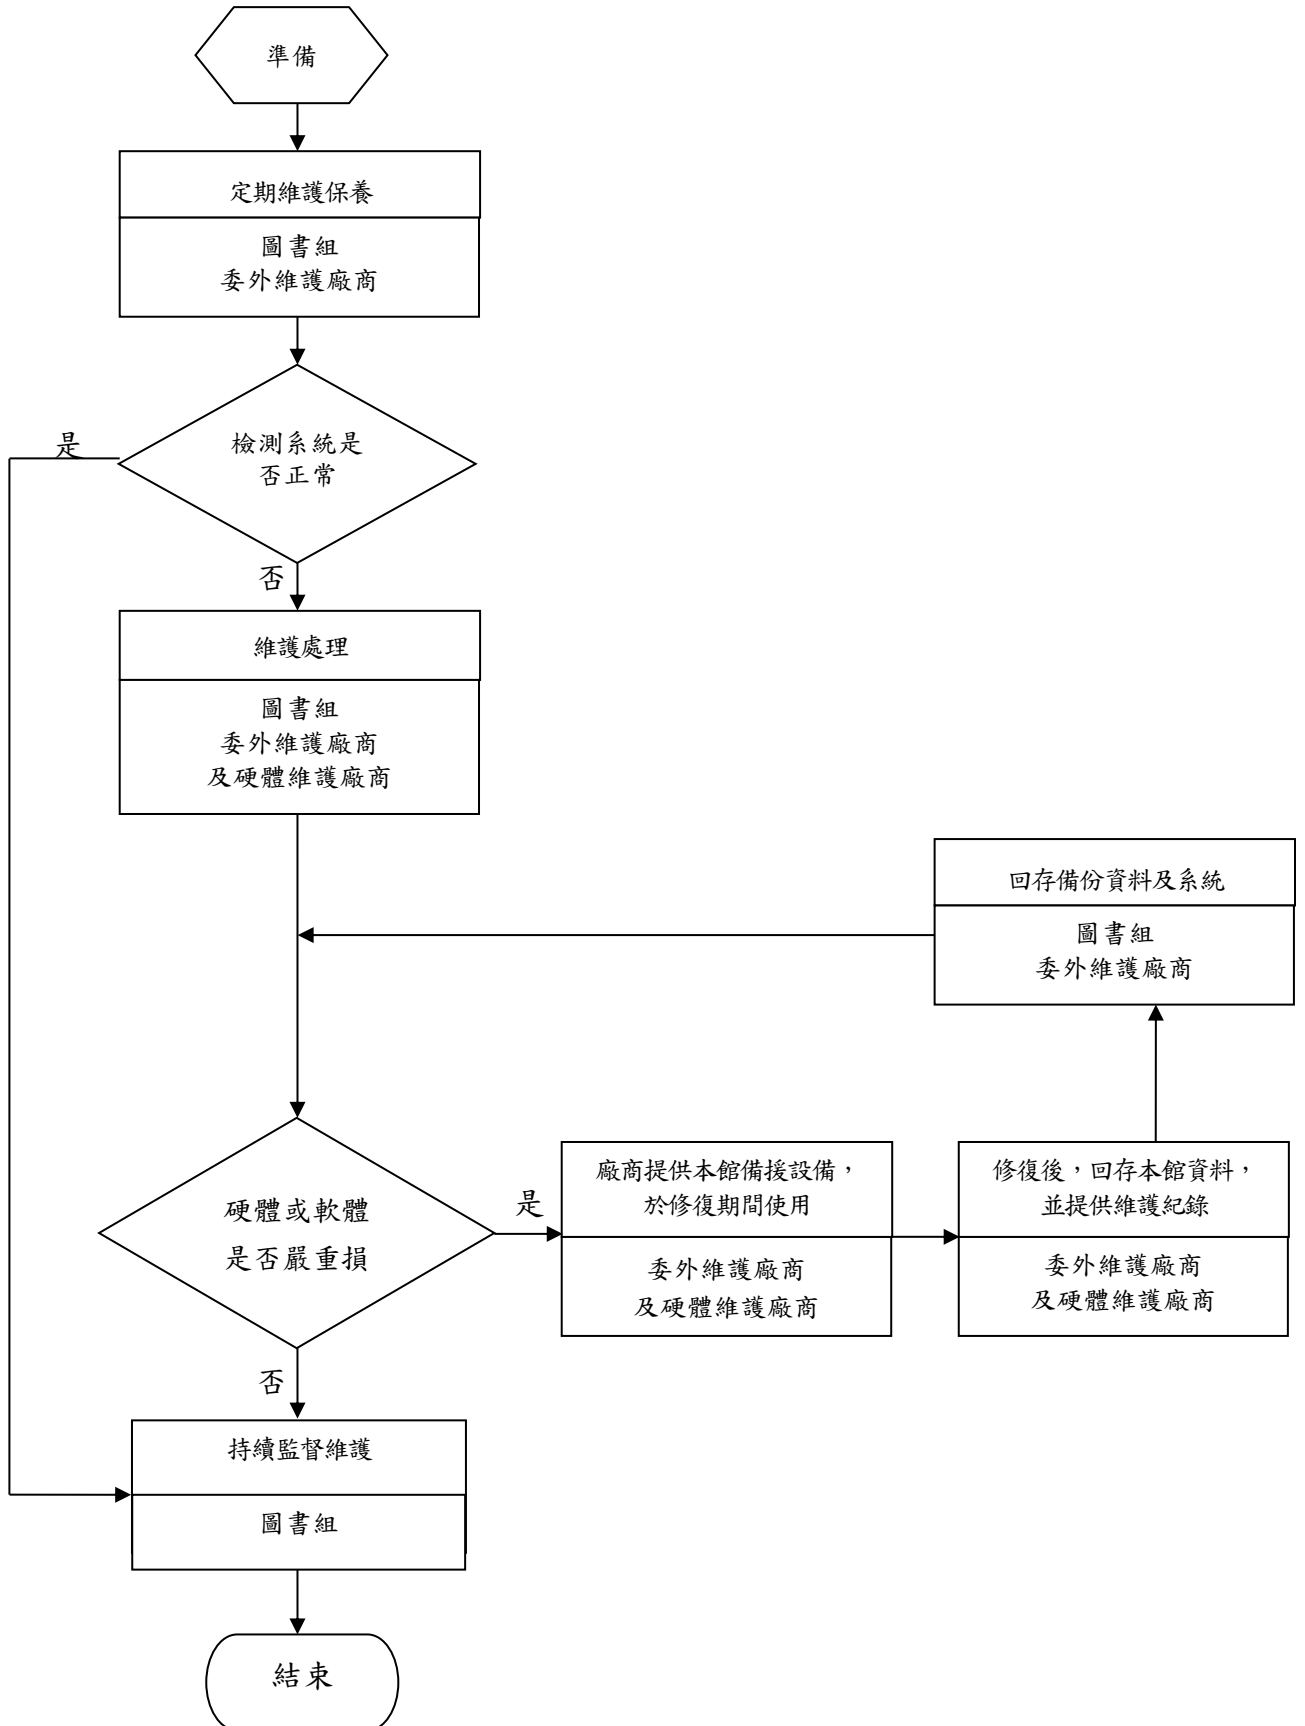 準備
定期維護保養
圖書組
委外維護廠商
檢測系統是
否正常
是
否
維護處理
圖書組
委外維護廠商
及硬體維護廠商
回存備份資料及系統
圖書組
委外維護廠商
硬體或軟體
是否嚴重損
是
廠商提供本館備援設備，
於修復期間使用
委外維護廠商
及硬體維護廠商
修復後，回存本館資料，
並提供維護紀錄
委外維護廠商
及硬體維護廠商
否
持續監督維護
圖書組
結束